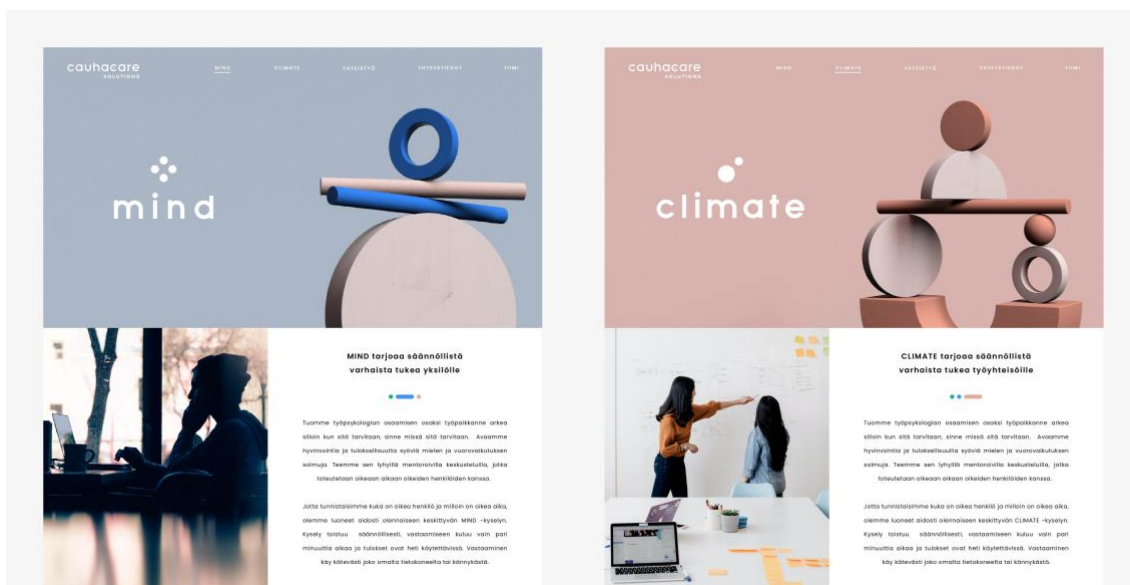 cauhacare
SOLUTIONS
MIND CLIMATE YHTEISTYÖ YHTEYSTIEDOT TIIMI
mind
MIND tarjoaa säännöllistä
varhaista tukea yksilölle
Tuomme työpsykologian osaamisen osaksi työpaikkanne arkea
silloin kun sitä tarvitaan, sinne missä sitä tarvitaan. Avaamme
hyvinvointia ja tuloksellisuutta syöviä mielen ja vuorovaikutuksen
solmuja. Teemme sen lyhyillä mentoroivilla keskusteluilla, jotka
toteutetaan oikeaan aikaan oikeiden henkilöiden kanssa.
Jotta tunnistaisimme kuka on oikea henkilö ja milloin on oikea aika,
olemme luoneet aidosti olennaiseen keskittyvän MIND -kyselyn.
Kysely toistuu säännöllisesti, vastaamiseen kuluu vain pari
minuuttia aikaa ja tulokset ovat heti käytettävissä. Vastaaminen
käy kätevästi joko omalta tietokoneelta tai kännykästä.
cauhacare
SOLUTIONS
MIND CLIMATE YHTEISTYÖ YHTEYSTIEDOT TIIMI
climate
CLIMATE tarjoaa säännöllistä
varhaista tukea työyhteisöille
Tuomme työpsykologian osaamisen osaksi työpaikkanne arkea
silloin kun sitä tarvitaan, sinne missä sitä tarvitaan. Avaamme
hyvinvointia ja tuloksellisuutta syöviä mielen ja vuorovaikutuksen
solmuja. Teemme sen lyhyillä mentoroivilla keskusteluilla, jotka
toteutetaan oikeaan aikaan oikeiden henkilöiden kanssa.
Jotta tunnistaisimme kuka on oikea henkilö ja milloin on oikea aika,
olemme luoneet aidosti olennaiseen keskittyvän CLIMATE -kyselyn.
Kysely toistuu säännöllisesti, vastaamiseen kuluu vain pari
minuuttia aikaa ja tulokset ovat heti käytettävissä. Vastaaminen
käy kätevästi joko omalta tietokoneelta tai kännykästä.